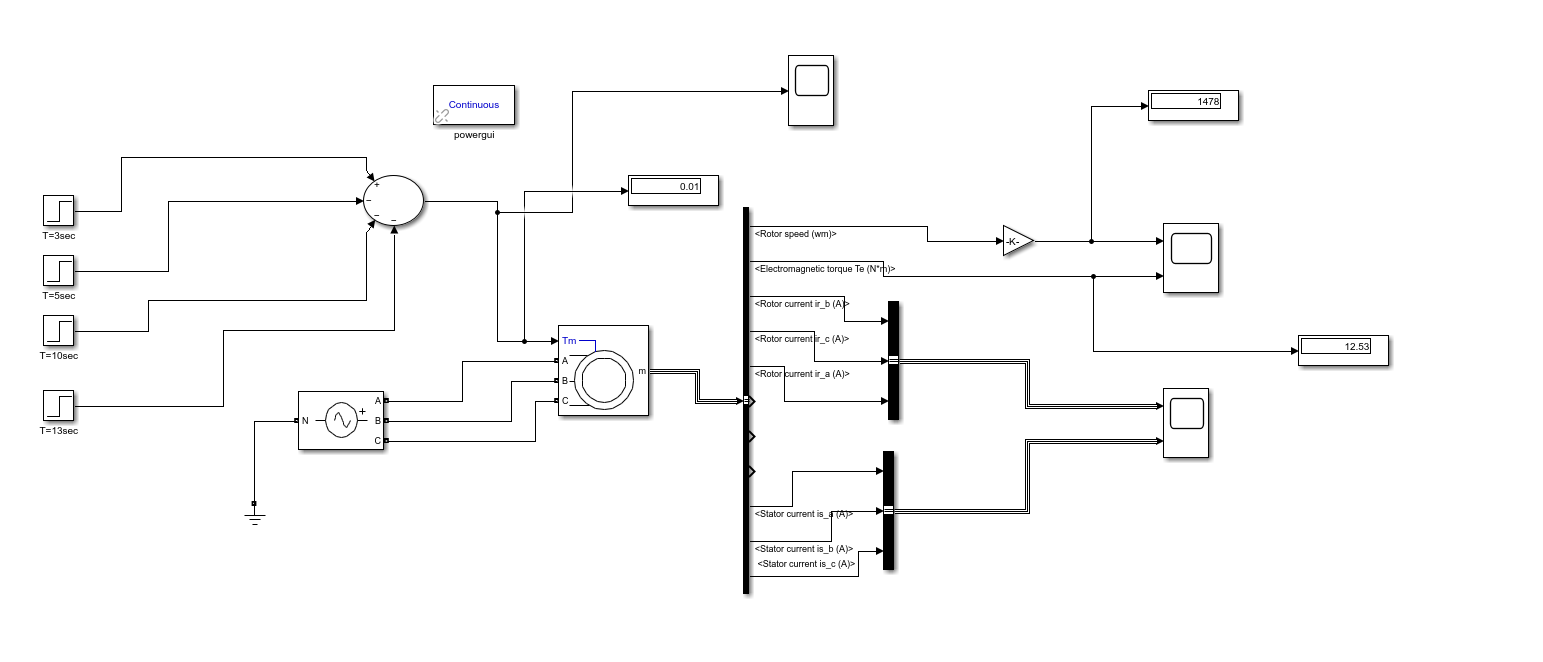 Continuous
powergui
1478
+
−
−
−
0.01
T=3sec
T=5sec
T=10sec
T=13sec
<Rotor speed (wm)>
-K-
<Electromagnetic torque Te (N*m)>
<Rotor current ir_b (A)>
<Rotor current ir_c (A)>
<Rotor current ir_a (A)>
12.53
Tm
A
B
C
m
N
+
A
B
C
<Stator current is_a (A)>
<Stator current is_b (A)>
<Stator current is_c (A)>